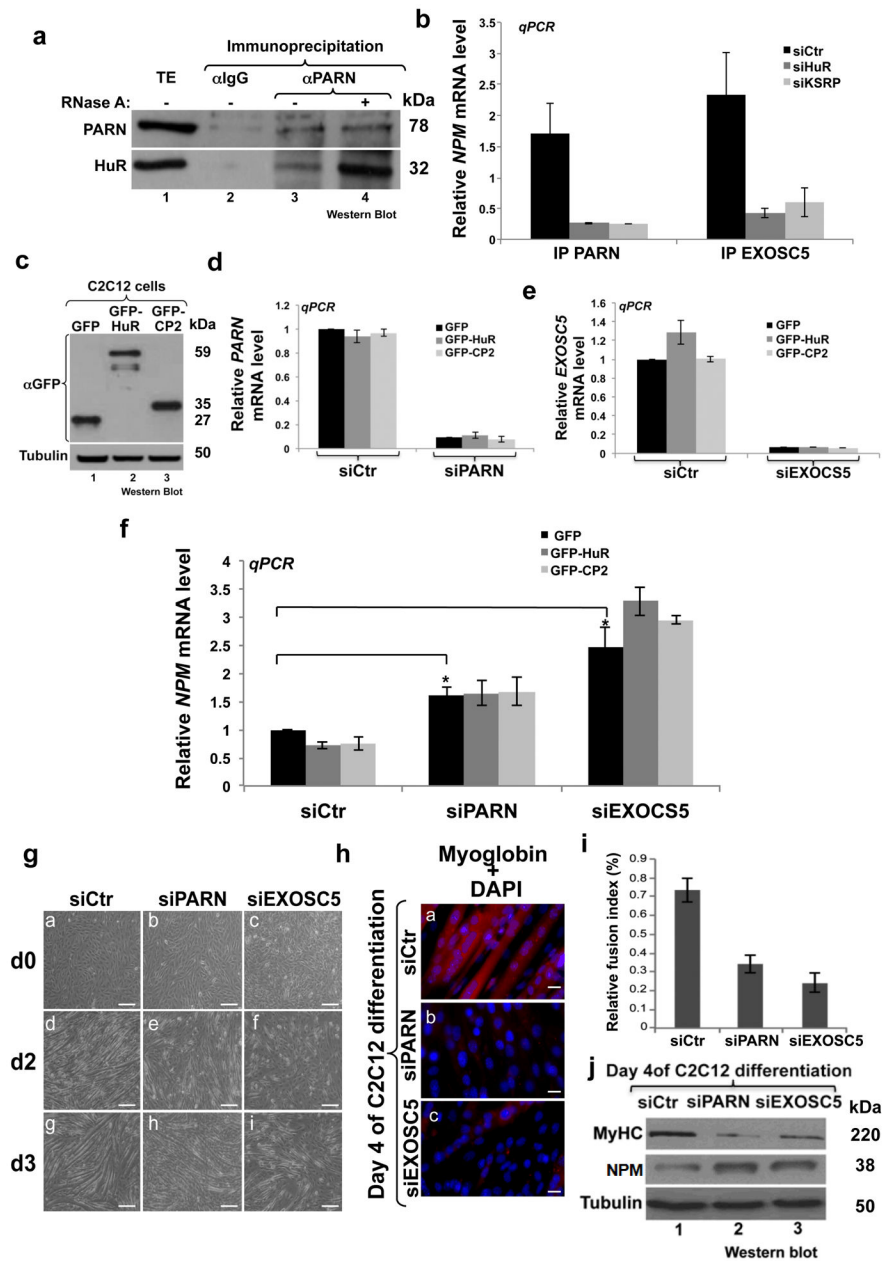 a
Immunoprecipitation
TE
αIgG
αPARN
RNase A:
-
-
-
+
kDa
PARN
78
HuR
32
1
2
3
4
Western Blot
b
qPCR
Relative NPM mRNA level
3.5
3
2.5
2
1.5
1
0.5
0
siCtr
siHuR
siKSRP
IP PARN
IP EXOSC5
c
C2C12 cells
GFP
GFP-
HuR
GFP-
CP2
kDa
αGFP
59
35
27
Tubulin
50
1
2
3
Western Blot
d
qPCR
Relative PARN
mRNA level
1.2
1
0.8
0.6
0.4
0.2
0
GFP
GFP-HuR
GFP-CP2
siCtr
siPARN
e
qPCR
Relative EXOSC5
mRNA level
1.6
1.4
1.2
1
0.8
0.6
0.4
0.2
0
GFP
GFP-HuR
GFP-CP2
siCtr
siEXOCS5
f
qPCR
Relative NPM mRNA level
4
3.5
3
2.5
2
1.5
1
0.5
0
GFP
GFP-HuR
GFP-CP2
*
*
siCtr
siPARN
siEXOCS5
g
siCtr
siPARN
siEXOSC5
d0
a
b
c
d2
d
e
f
d3
g
h
i
h
Myoglobin
+
DAPI
Day 4 of C2C12 differentiation
siCtr
a
siPARN
b
siEXOSC5
c
i
Relative fusion index (%)
0.9
0.8
0.7
0.6
0.5
0.4
0.3
0.2
0.1
0
siCtr
siPARN
siEXOSC5
j
Day 4of C2C12 differentiation
siCtr
siPARN
siEXOSC5
kDa
MyHC
220
NPM
38
Tubulin
50
1
2
3
Western blot